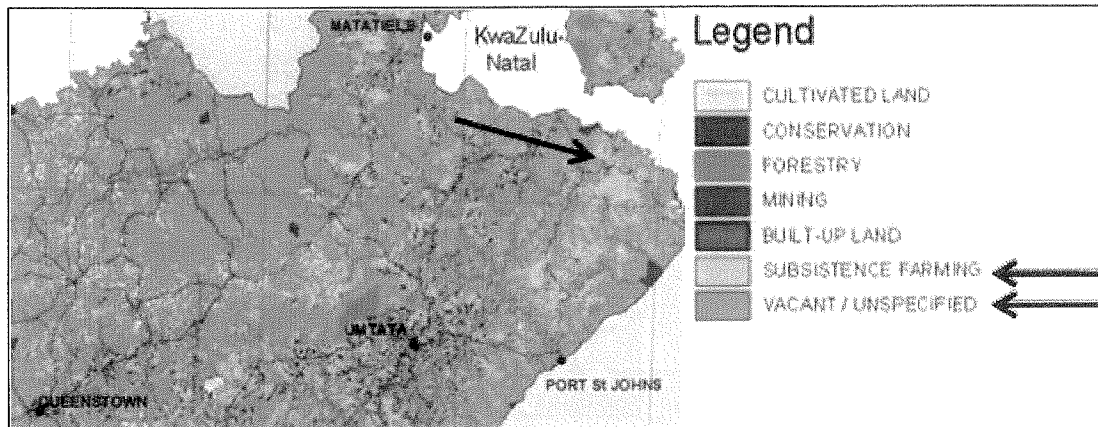 MATATIELE
KwaZulu-
Natal
UMTATA
QUEENSTOWN
PORT St JOHNS
Legend
CULTIVATED LAND
CONSERVATION
FORESTRY
MINING
BUILT-UP LAND
SUBSISTENCE FARMING
VACANT / UNSPECIFIED